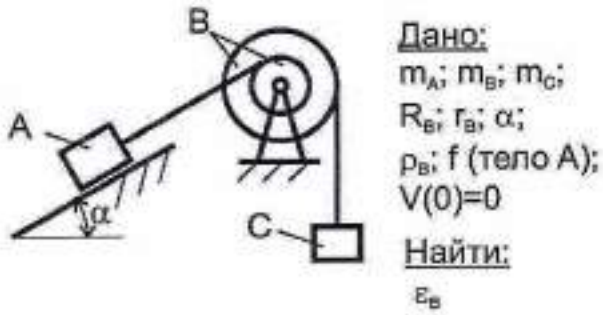 B
A
α
C
Дано:
m_A; m_B; m_C;
R_B; r_B; α;
ρ_B; f (тело A);
V(0)=0
Найти:
ε_B